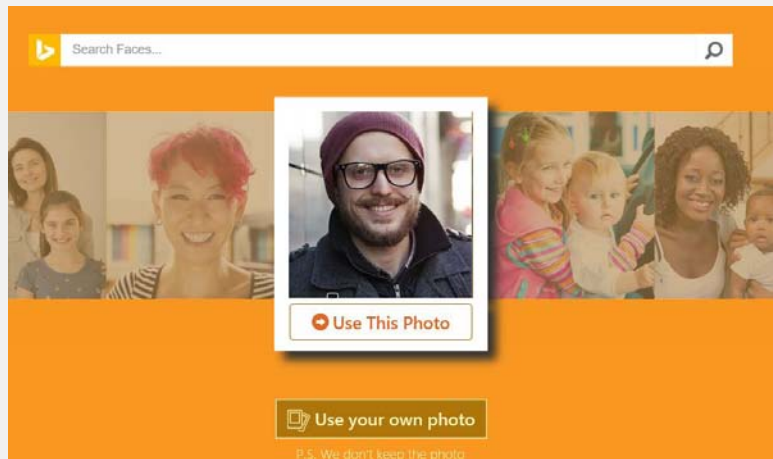 Search Faces...
Use This Photo
Use your own photo
P.S. We don't keep the photo